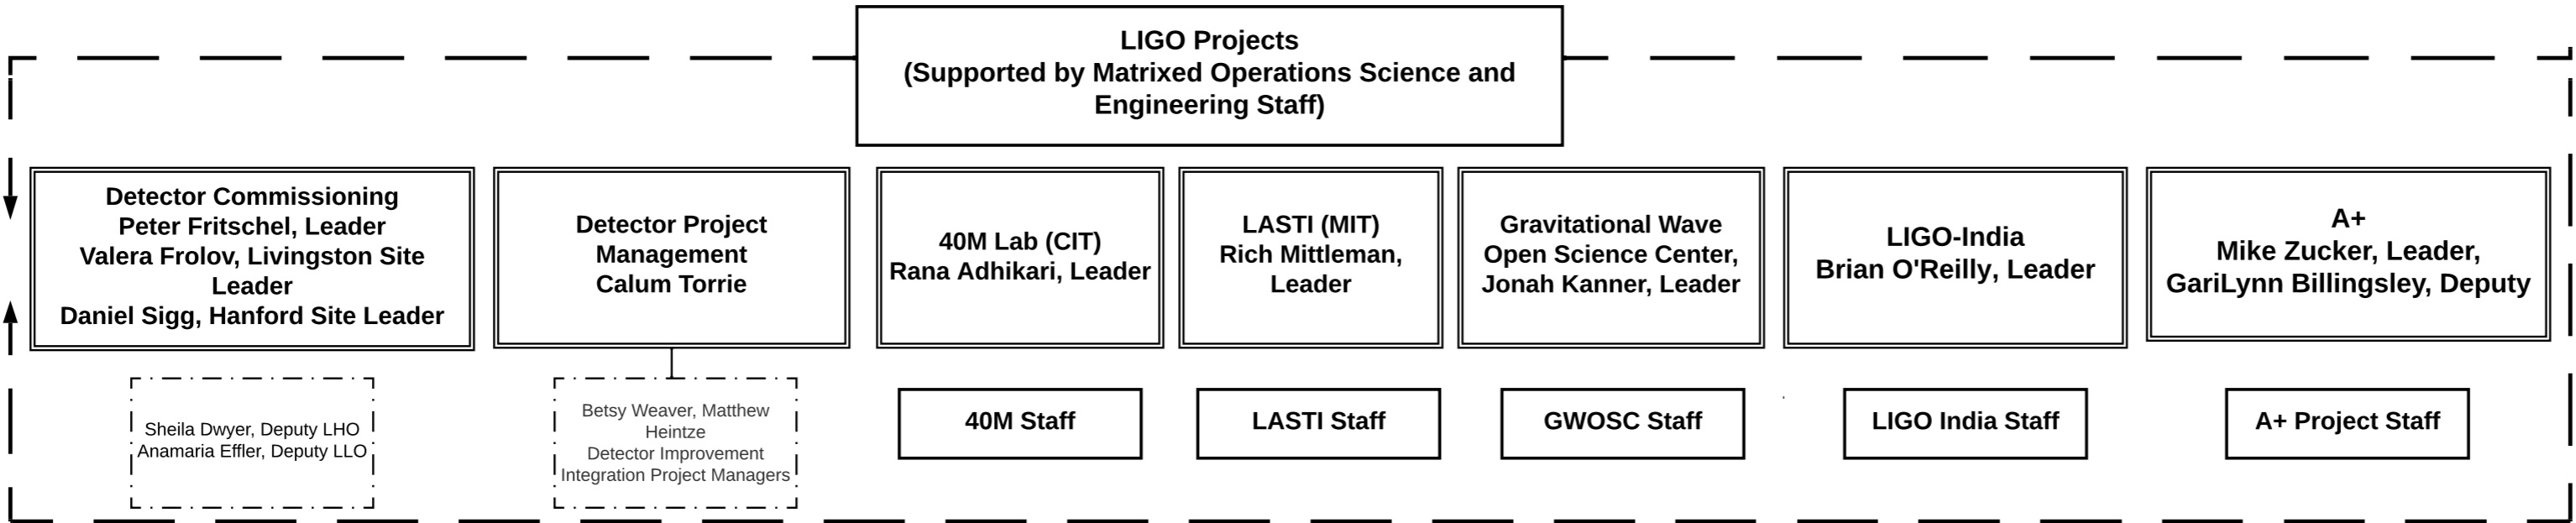 LIGO Projects
(Supported by Matrixed Operations Science and
Engineering Staff)
Detector Commissioning
Peter Fritschel, Leader
Valera Frolov, Livingston Site
Leader
Daniel Sigg, Hanford Site Leader
Detector Project
Management
Calum Torrie
40M Lab (CIT)
Rana Adhikari, Leader
LASTI (MIT)
Rich Mittleman,
Leader
Gravitational Wave
Open Science Center,
Jonah Kanner, Leader
LIGO-India
Brian O'Reilly, Leader
A+
Mike Zucker, Leader,
GariLynn Billingsley, Deputy
Sheila Dwyer, Deputy LHO
Anamaria Effler, Deputy LLO
Betsy Weaver, Matthew
Heintze
Detector Improvement
Integration Project Managers
40M Staff
LASTI Staff
GWOSC Staff
LIGO India Staff
A+ Project Staff